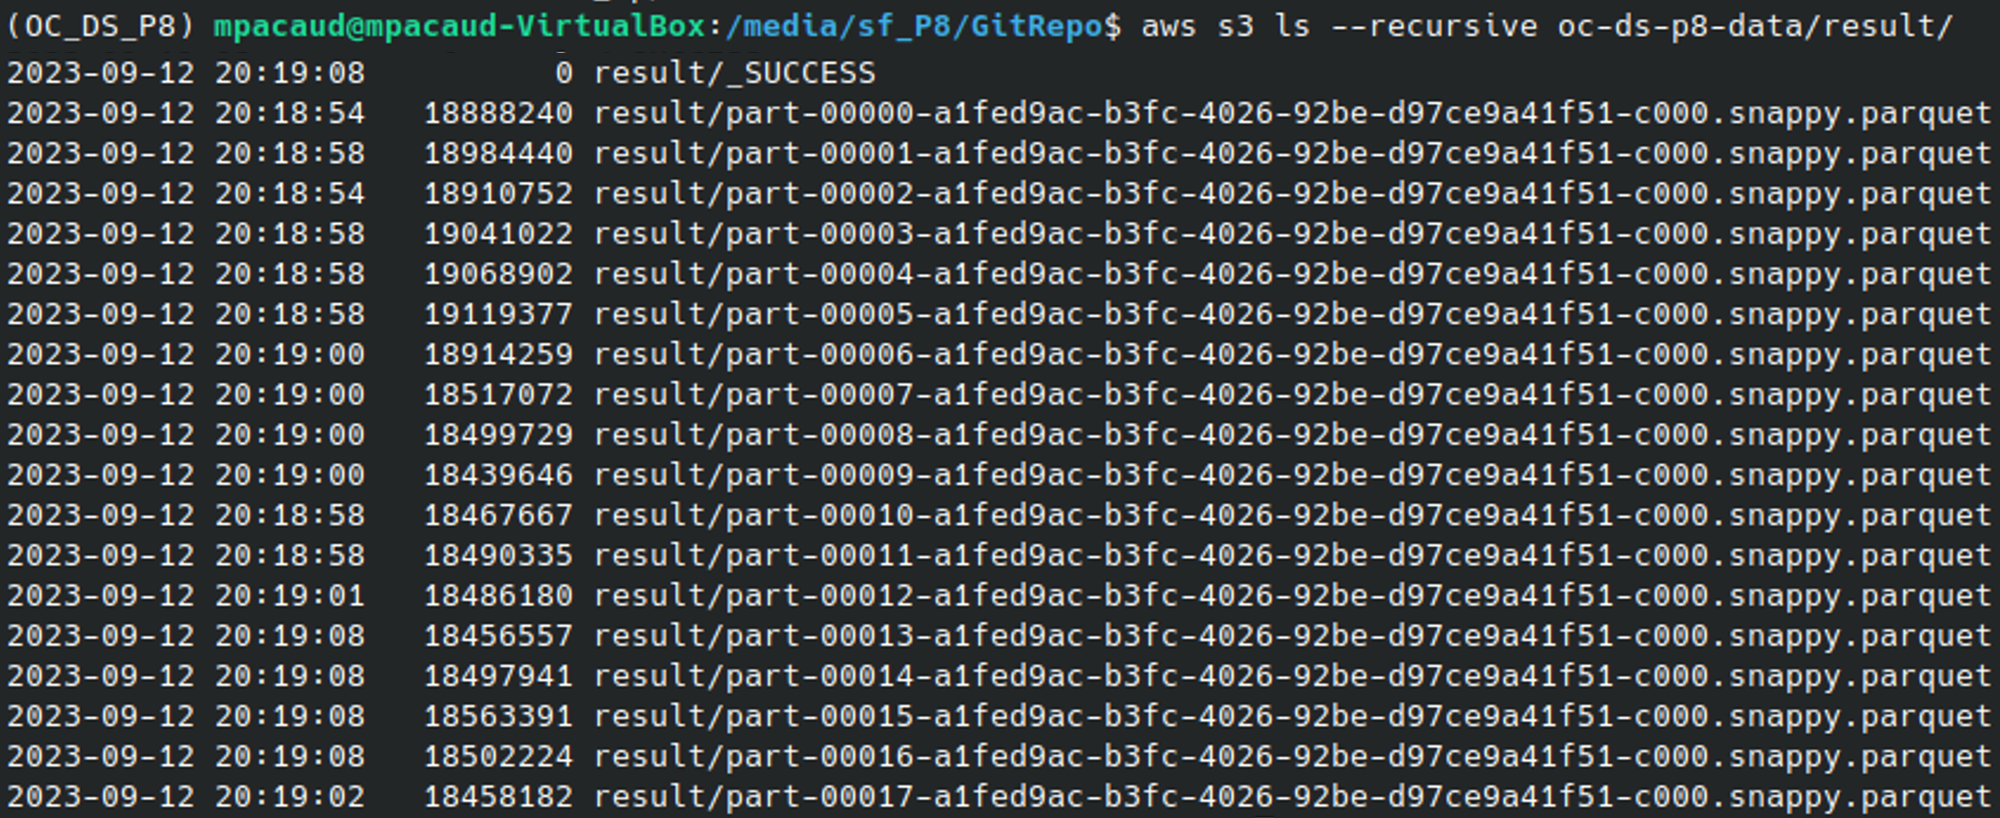 (OC_DS_P8) mpacaud@mpacaud-VirtualBox:/media/sf_P8/GitRepo$ aws s3 ls --recursive oc-ds-p8-data/result/
2023-09-12 20:19:08          0 result/_SUCCESS
2023-09-12 20:18:54   18888240 result/part-00000-a1fed9ac-b3fc-4026-92be-d97ce9a41f51-c000.snappy.parquet
2023-09-12 20:18:58   18984440 result/part-00001-a1fed9ac-b3fc-4026-92be-d97ce9a41f51-c000.snappy.parquet
2023-09-12 20:18:54   18910752 result/part-00002-a1fed9ac-b3fc-4026-92be-d97ce9a41f51-c000.snappy.parquet
2023-09-12 20:18:58   19041022 result/part-00003-a1fed9ac-b3fc-4026-92be-d97ce9a41f51-c000.snappy.parquet
2023-09-12 20:18:58   19068902 result/part-00004-a1fed9ac-b3fc-4026-92be-d97ce9a41f51-c000.snappy.parquet
2023-09-12 20:18:58   19119377 result/part-00005-a1fed9ac-b3fc-4026-92be-d97ce9a41f51-c000.snappy.parquet
2023-09-12 20:19:00   18914259 result/part-00006-a1fed9ac-b3fc-4026-92be-d97ce9a41f51-c000.snappy.parquet
2023-09-12 20:19:00   18517072 result/part-00007-a1fed9ac-b3fc-4026-92be-d97ce9a41f51-c000.snappy.parquet
2023-09-12 20:19:00   18499729 result/part-00008-a1fed9ac-b3fc-4026-92be-d97ce9a41f51-c000.snappy.parquet
2023-09-12 20:19:00   18439646 result/part-00009-a1fed9ac-b3fc-4026-92be-d97ce9a41f51-c000.snappy.parquet
2023-09-12 20:18:58   18467667 result/part-00010-a1fed9ac-b3fc-4026-92be-d97ce9a41f51-c000.snappy.parquet
2023-09-12 20:18:58   18490335 result/part-00011-a1fed9ac-b3fc-4026-92be-d97ce9a41f51-c000.snappy.parquet
2023-09-12 20:19:01   18486180 result/part-00012-a1fed9ac-b3fc-4026-92be-d97ce9a41f51-c000.snappy.parquet
2023-09-12 20:19:08   18456557 result/part-00013-a1fed9ac-b3fc-4026-92be-d97ce9a41f51-c000.snappy.parquet
2023-09-12 20:19:08   18497941 result/part-00014-a1fed9ac-b3fc-4026-92be-d97ce9a41f51-c000.snappy.parquet
2023-09-12 20:19:08   18563391 result/part-00015-a1fed9ac-b3fc-4026-92be-d97ce9a41f51-c000.snappy.parquet
2023-09-12 20:19:08   18502224 result/part-00016-a1fed9ac-b3fc-4026-92be-d97ce9a41f51-c000.snappy.parquet
2023-09-12 20:19:02   18458182 result/part-00017-a1fed9ac-b3fc-4026-92be-d97ce9a41f51-c000.snappy.parquet